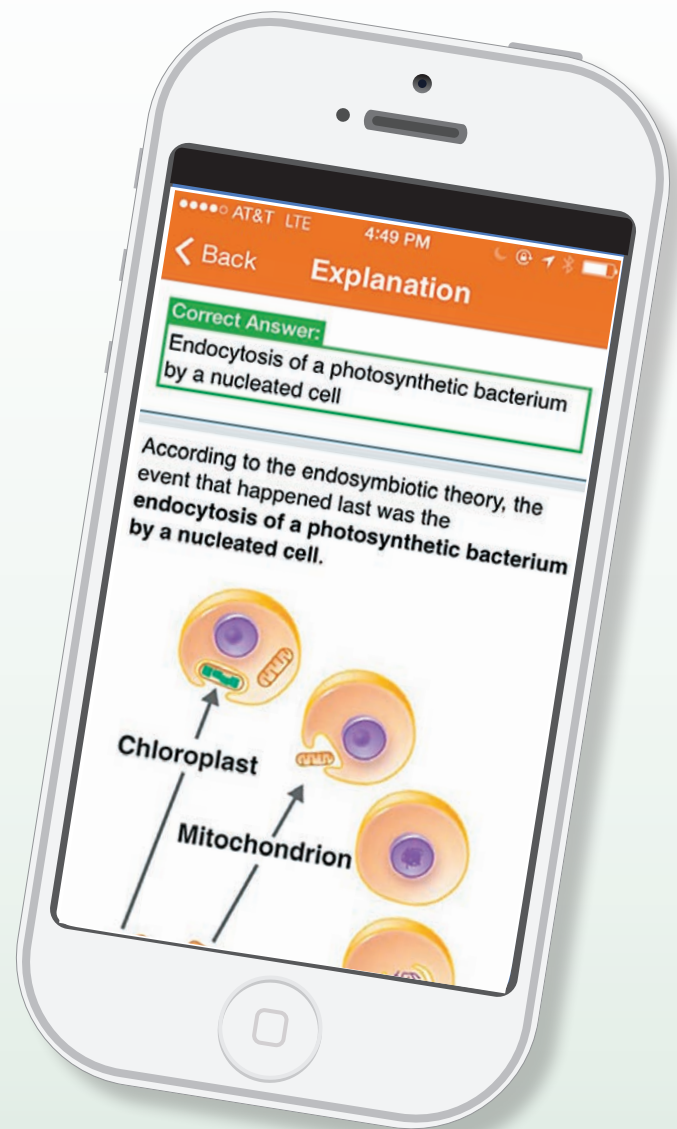 AT&T LTE 4:49 PM
Back Explanation
Correct Answer:
Endocytosis of a photosynthetic bacterium
by a nucleated cell
According to the endosymbiotic theory, the
event that happened last was the
endocytosis of a photosynthetic bacterium
by a nucleated cell.
Chloroplast
Mitochondrion